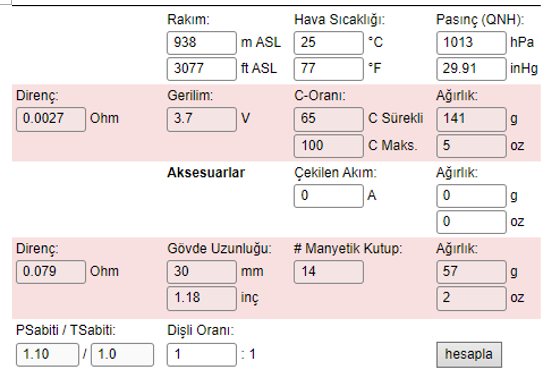 Rakım: Hava Sıcaklığı: Pasınç (QNH):
938 m ASL 25 °C 1013 hPa
3077 ft ASL 77 °F 29.91 inHg
Direnç: Gerilim: C-Oranı: Ağırlık:
0.0027 Ohm 3.7 V 65 C Sürekli 141 g
100 C Maks. 5 oz
Aksesuarlar Çekilen Akım: Ağırlık:
0 A 0 g
0 oz
Direnç: Gövde Uzunluğu: # Manyetik Kutup: Ağırlık:
0.079 Ohm 30 mm 14 57 g
1.18 inç 2 oz
PSabiti / TSabiti: Dişli Oranı:
1.10 / 1.0 1 : 1 hesapla